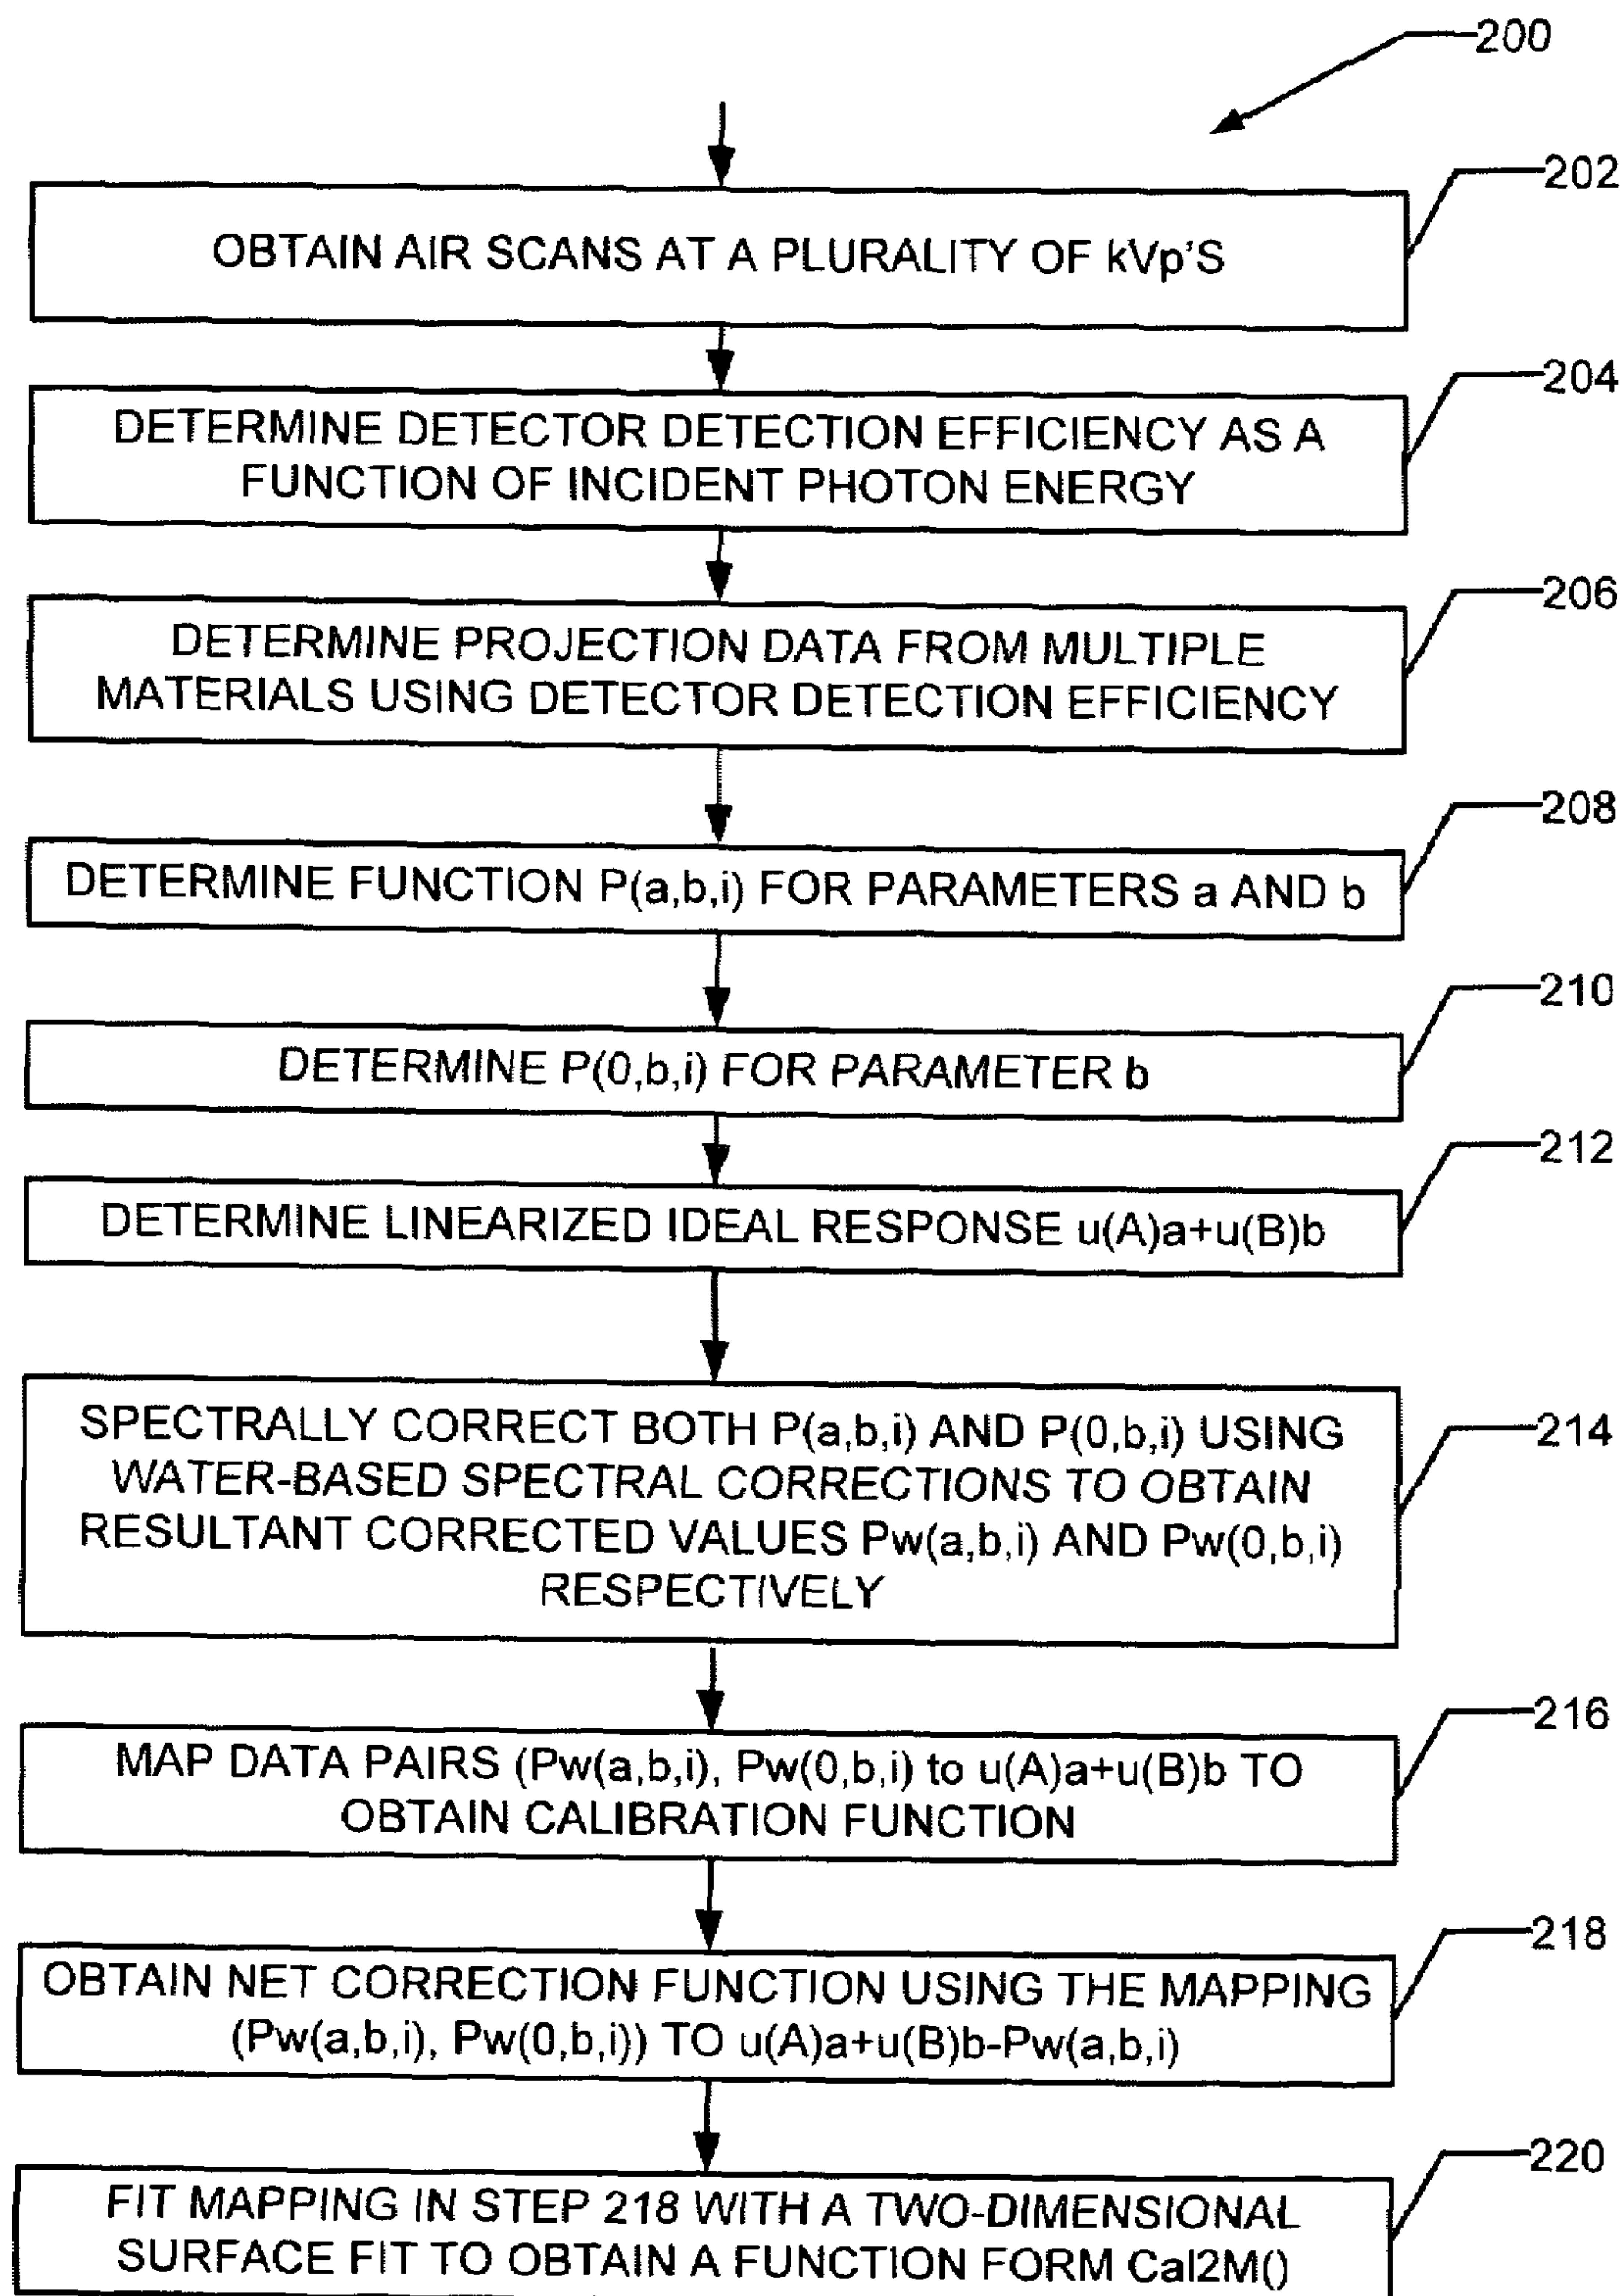 200
202
OBTAIN AIR SCANS AT A PLURALITY OF kVp'S
204
DETERMINE DETECTOR DETECTION EFFICIENCY AS A
FUNCTION OF INCIDENT PHOTON ENERGY
206
DETERMINE PROJECTION DATA FROM MULTIPLE
MATERIALS USING DETECTOR DETECTION EFFICIENCY
208
DETERMINE FUNCTION P(a,b,i) FOR PARAMETERS a AND b
210
DETERMINE P(0,b,i) FOR PARAMETER b
212
DETERMINE LINEARIZED IDEAL RESPONSE u(A)a+u(B)b
214
SPECTRALLY CORRECT BOTH P(a,b,i) AND P(0,b,i) USING
WATER-BASED SPECTRAL CORRECTIONS TO OBTAIN
RESULTANT CORRECTED VALUES Pw(a,b,i) AND Pw(0,b,i)
RESPECTIVELY
216
MAP DATA PAIRS (Pw(a,b,i), Pw(0,b,i) to u(A)a+u(B)b TO
OBTAIN CALIBRATION FUNCTION
218
OBTAIN NET CORRECTION FUNCTION USING THE MAPPING
(Pw(a,b,i), Pw(0,b,i)) TO u(A)a+u(B)b-Pw(a,b,i)
220
FIT MAPPING IN STEP 218 WITH A TWO-DIMENSIONAL
SURFACE FIT TO OBTAIN A FUNCTION FORM Cal2M()